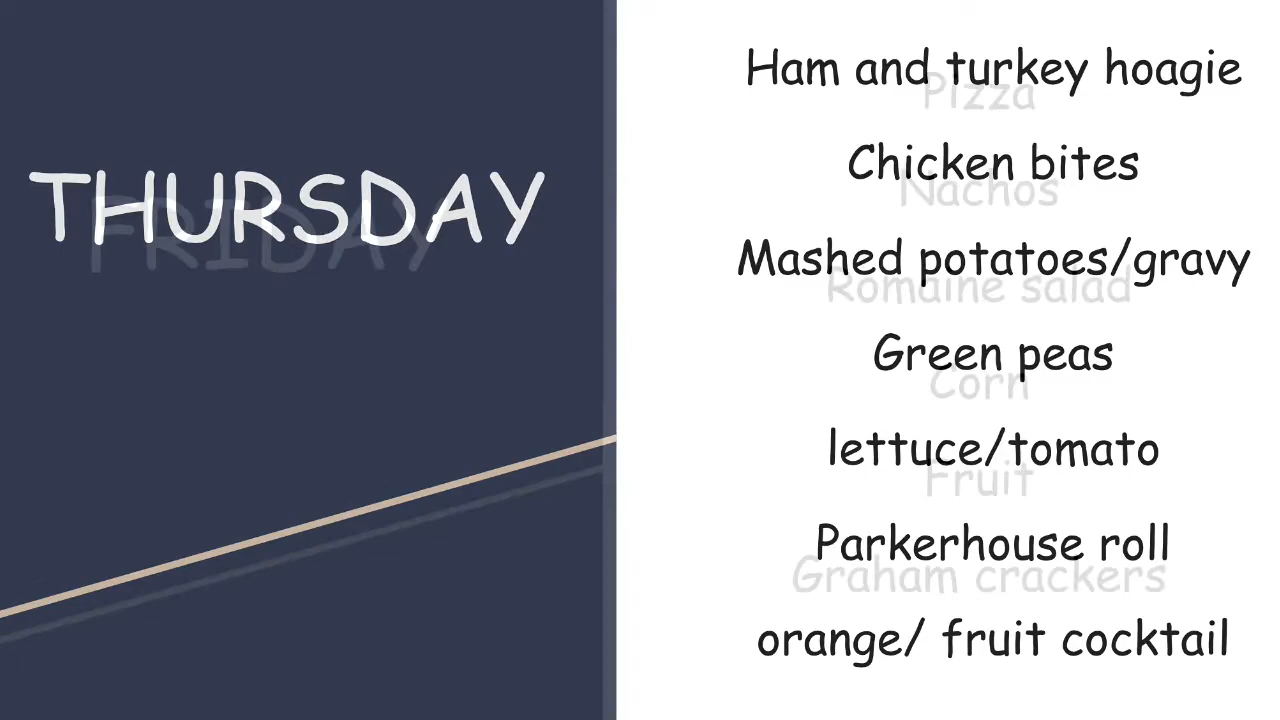 THURSDAY
FRIDAY
Ham and turkey hoagie
Pizza
Chicken bites
Nachos
Mashed potatoes/gravy
Romaine salad
Green peas
Corn
lettuce/tomato
Fruit
Parkerhouse roll
Graham crackers
orange/ fruit cocktail